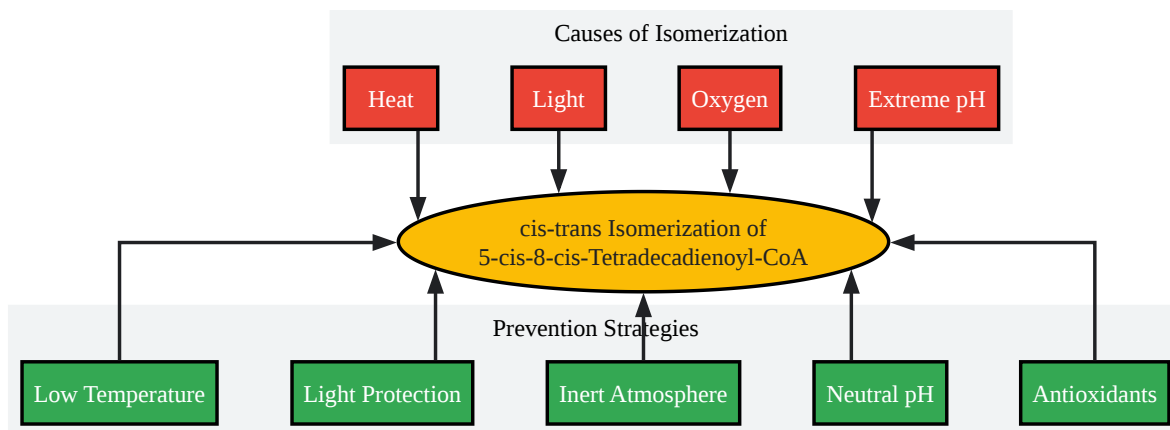 Causes of Isomerization
Heat
Light
Oxygen
Extreme pH
cis-trans Isomerization of
5-cis-8-cis-Tetradecadienoyl-CoA
Prevention Strategies
Low Temperature
Light Protection
Inert Atmosphere
Neutral pH
Antioxidants